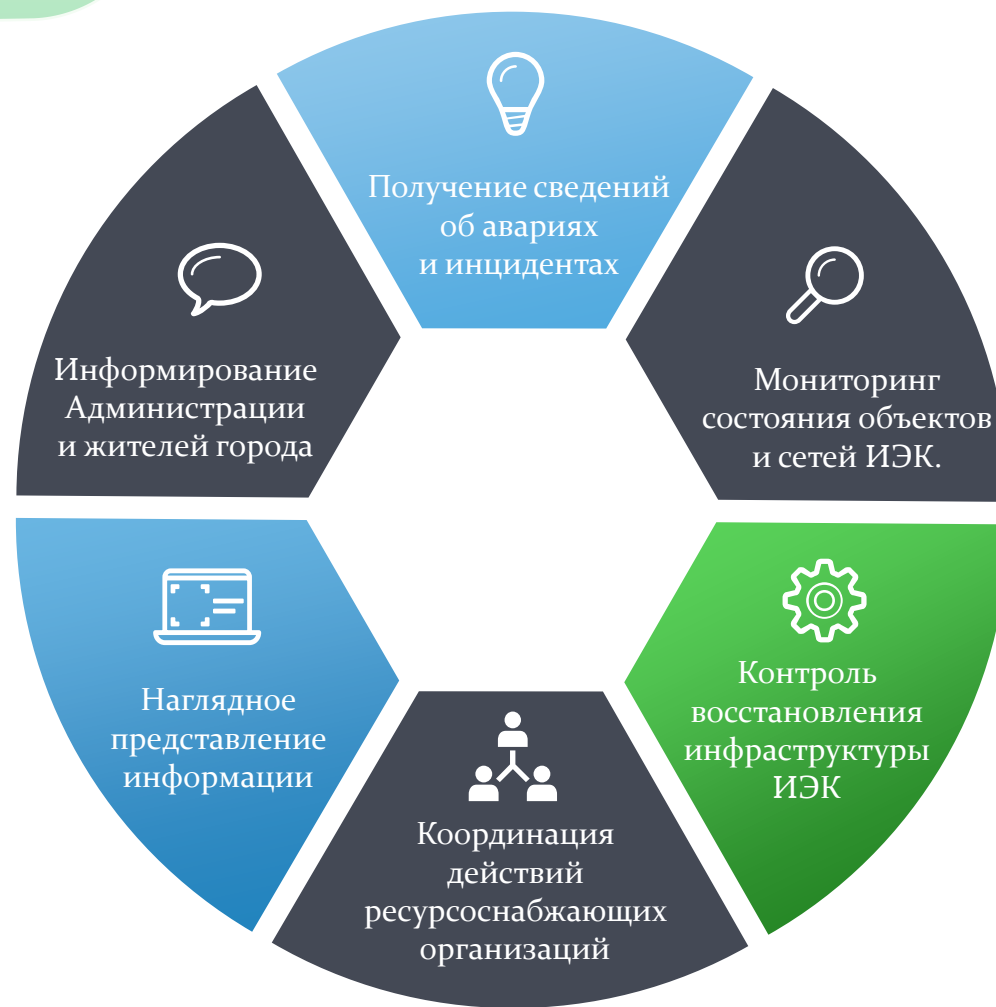 Получение сведений
об авариях
и инцидентах
Мониторинг
состояния объектов
и сетей ИЭК.
Контроль
восстановления
инфраструктуры
ИЭК
Координация
действий
ресурсоснабжающих
организаций
Наглядное
представление
информации
Информирование
Администрации
и жителей города